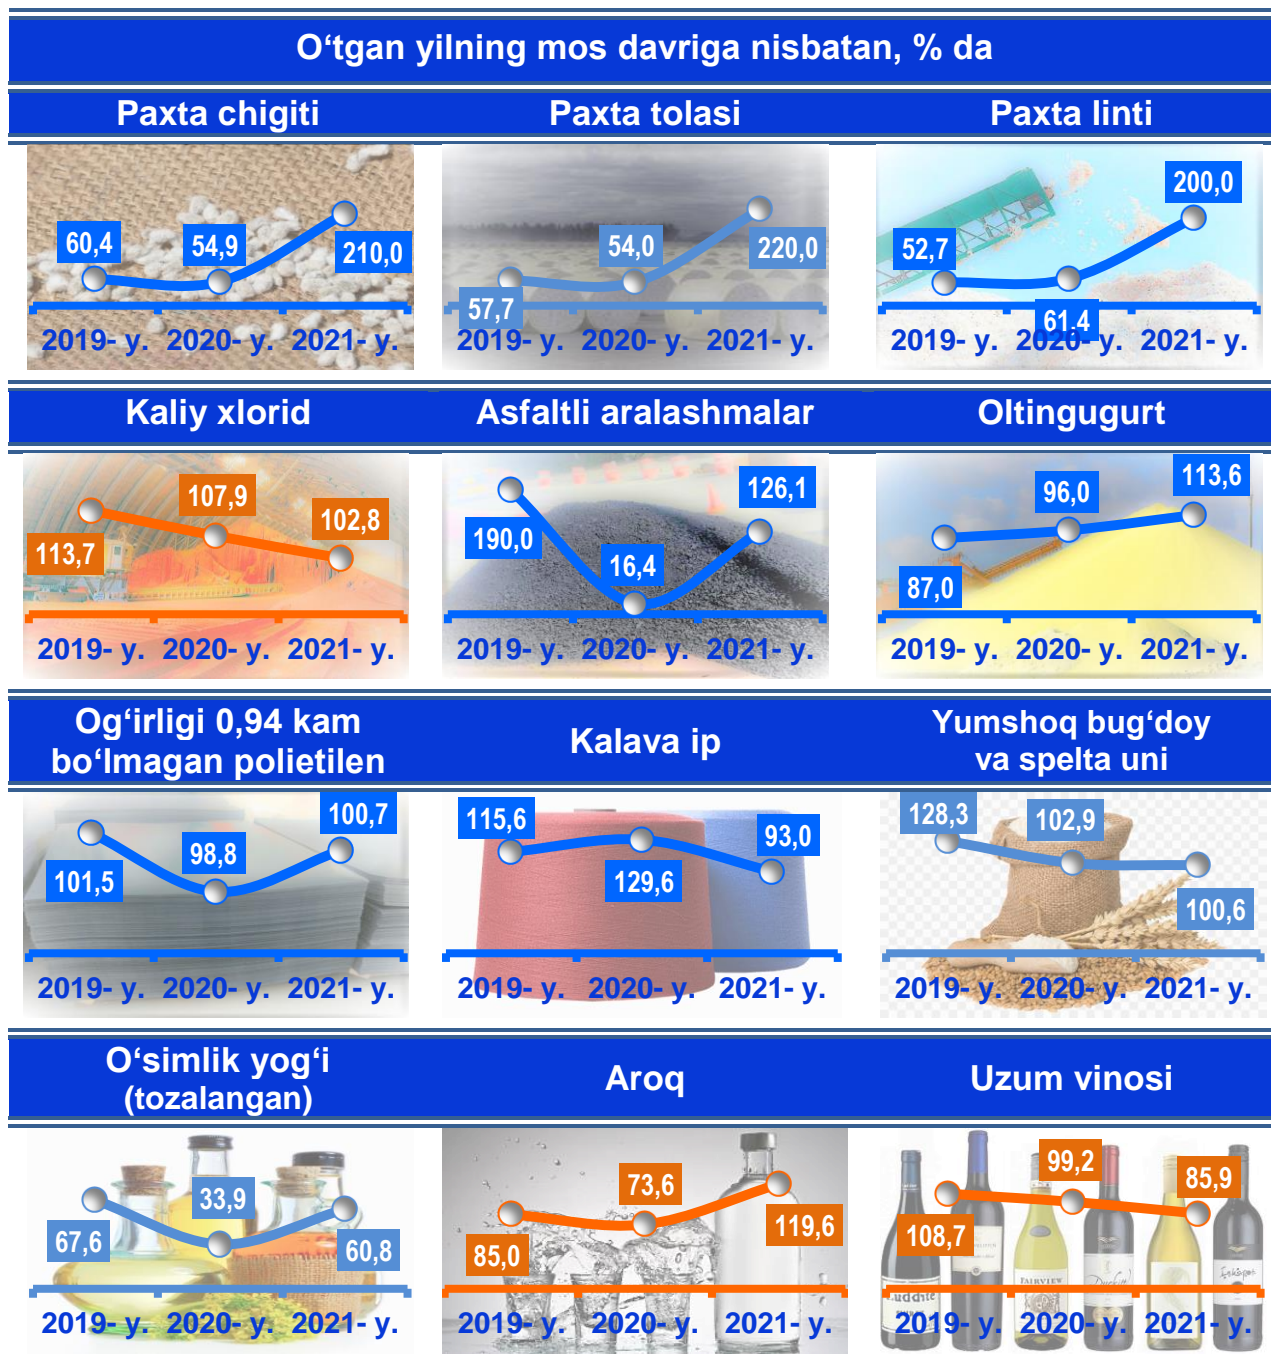 O‘tgan yilning mos davriga nisbatan, % da
Paxta chigiti
Paxta tolasi
Paxta linti
60,4
54,9
210,0
2019- y. 2020- y. 2021- y.
57,7
54,0
220,0
2019- y. 2020- y. 2021- y.
52,7
61,4
200,0
2019- y. 2020- y. 2021- y.
Kaliy xlorid
Asfaltli aralashmalar
Oltingugurt
113,7
107,9
102,8
2019- y. 2020- y. 2021- y.
190,0
16,4
126,1
2019- y. 2020- y. 2021- y.
87,0
96,0
113,6
2019- y. 2020- y. 2021- y.
Og‘irligi 0,94 kam
bo‘lmagan polietilen
Kalava ip
Yumshoq bug‘doy
va spelta uni
101,5
98,8
100,7
2019- y. 2020- y. 2021- y.
115,6
129,6
93,0
2019- y. 2020- y. 2021- y.
128,3
102,9
100,6
2019- y. 2020- y. 2021- y.
O‘simlik yog‘i
(tozalangan)
Aroq
Uzum vinosi
67,6
33,9
60,8
2019- y. 2020- y. 2021- y.
85,0
73,6
119,6
2019- y. 2020- y. 2021- y.
108,7
99,2
85,9
FAIRVIEW
2019- y. 2020- y. 2021- y.